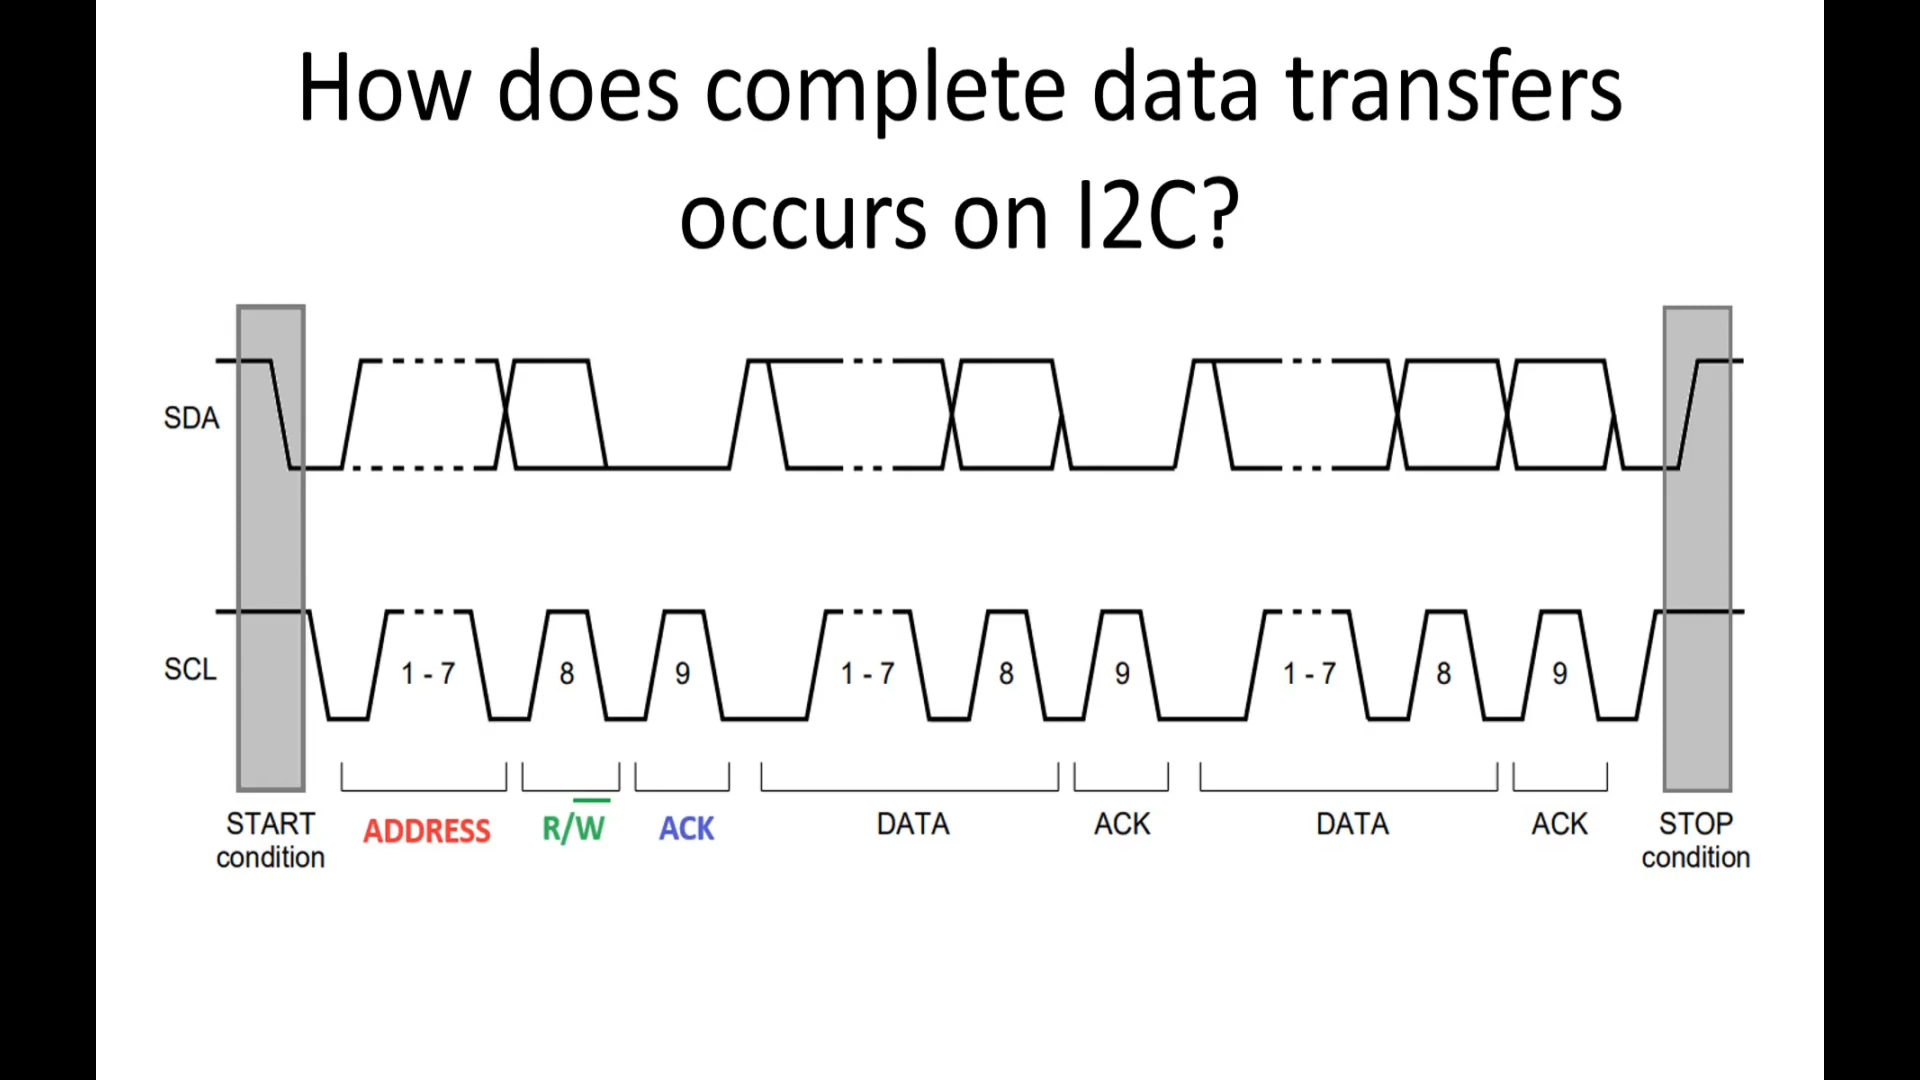 How does complete data transfers
occurs on I2C?
SDA
SCL
1 - 7
8
9
1 - 7
8
9
1 - 7
8
9
START
condition
ADDRESS
R/W̅
ACK
DATA
ACK
DATA
ACK
STOP
condition